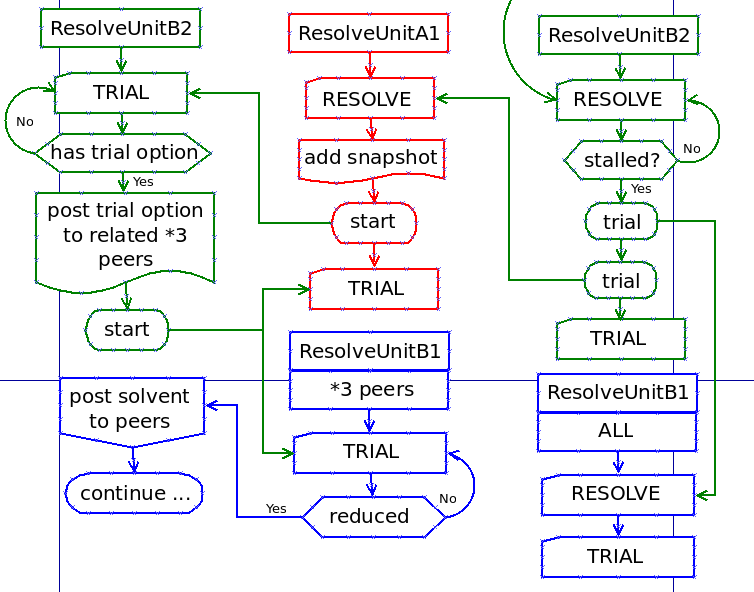 ResolveUnitB2
TRIAL
No
has trial option
Yes
post trial option
to related *3
peers
start
post solvent
to peers
continue ...
ResolveUnitA1
RESOLVE
add snapshot
start
TRIAL
ResolveUnitB1
*3 peers
TRIAL
No
reduced
Yes
ResolveUnitB2
RESOLVE
No
stalled?
Yes
trial
trial
TRIAL
ResolveUnitB1
ALL
RESOLVE
TRIAL